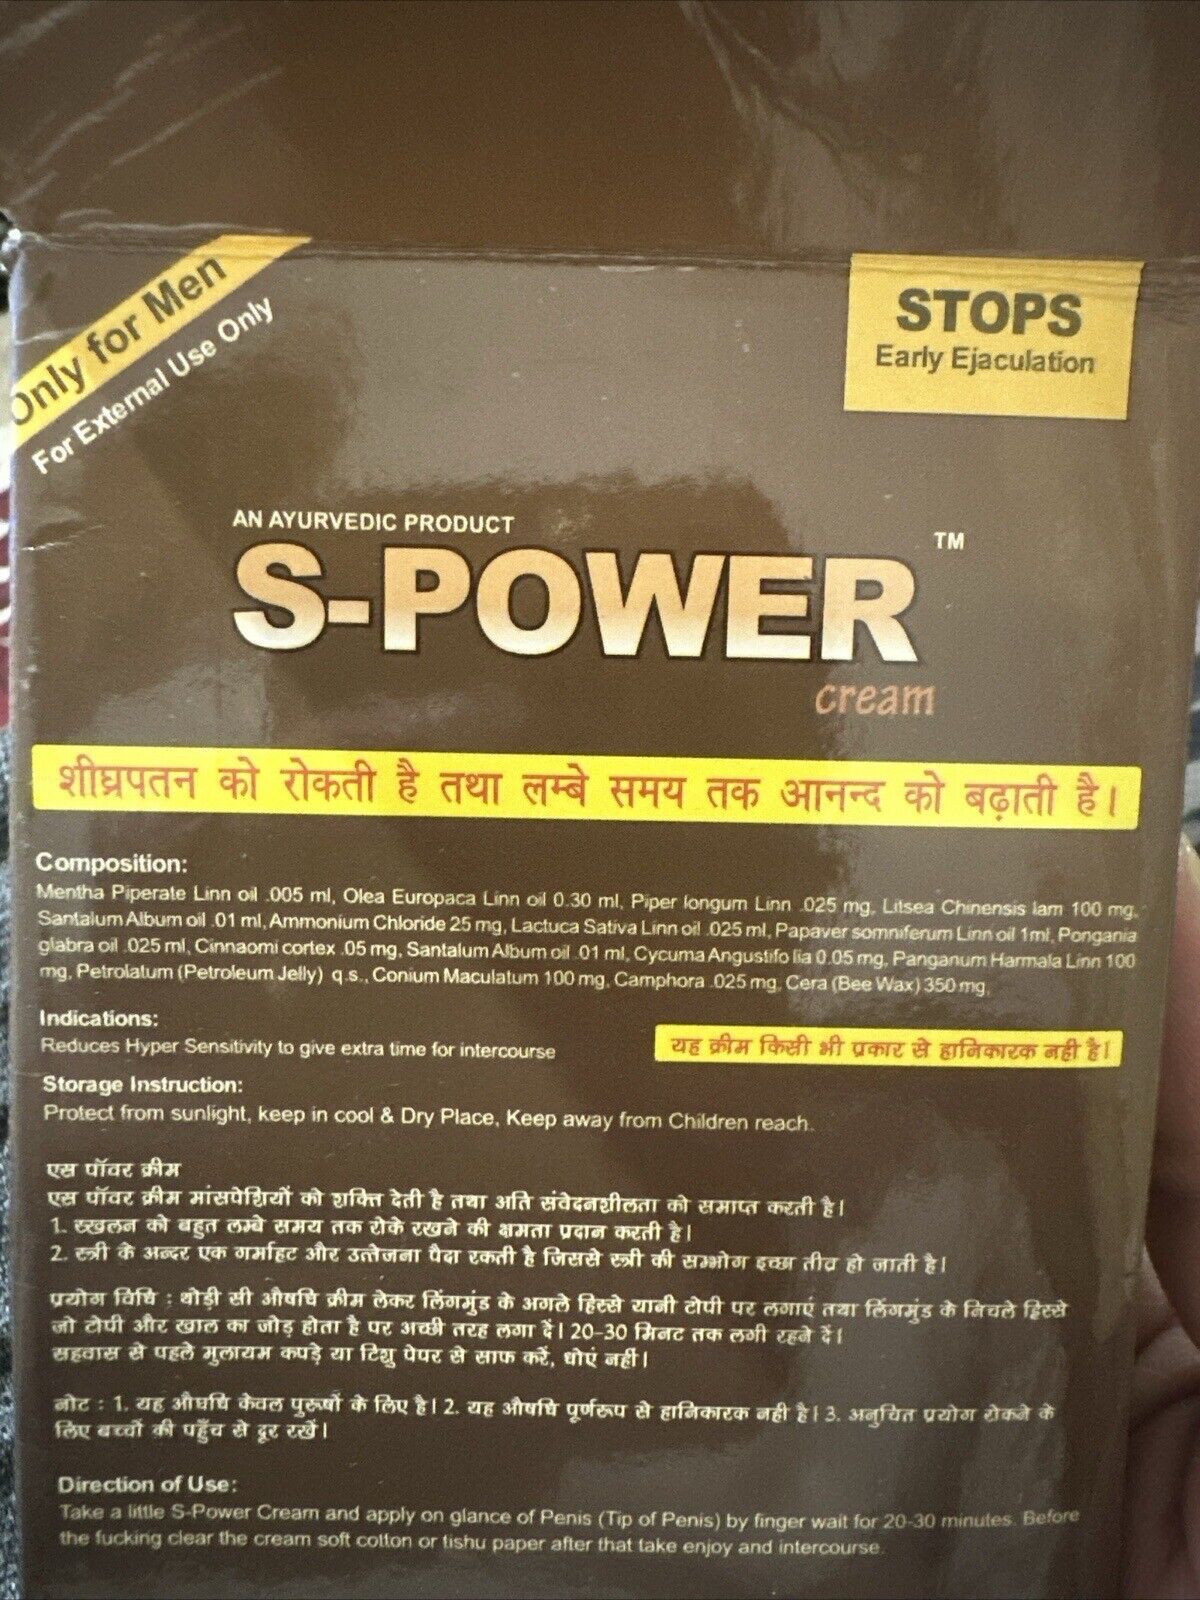 Only for Men
For External Use Only
STOPS
Early Ejaculation
AN AYURVEDIC PRODUCT
S-POWER TM
cream
शीघ्रपतन को रोकती है तथा लम्बे समय तक आनन्द को बढ़ाती है।
Composition:
Mentha Piperate Linn oil .005 ml, Olea Europaca Linn oil 0.30 ml, Piper longum Linn .025 mg, Litsea Chinensis lam 100 mg,
Santalum Album oil .01 ml, Ammonium Chloride 25 mg, Lactuca Sativa Linn oil .025 ml, Papaver somniferum Linn oil 1ml, Pongania
glabra oil .025 ml, Cinnaomi cortex .05 mg, Santalum Album oil .01 ml, Cycuma Angustifo lia 0.05 mg, Panganum Harmala Linn 100
mg, Petrolatum (Petroleum Jelly) q.s., Conium Maculatum 100 mg, Camphora .025 mg, Cera (Bee Wax) 350 mg,
Indications:
Reduces Hyper Sensitivity to give extra time for intercourse
यह क्रीम किसी भी प्रकार से हानिकारक नही है।
Storage Instruction:
Protect from sunlight, keep in cool & Dry Place, Keep away from Children reach.
एस पॉवर क्रीम
एस पॉवर क्रीम मांसपेशियों को शक्ति देती है तथा अति संवेदनशीलता को समाप्त करती है।
1. स्खलन को बहुत लम्बे समय तक रोके रखने की क्षमता प्रदान करती है।
2. स्त्री के अन्दर एक गर्माहट और उत्तेजना पैदा रकती है जिससे स्त्री की सम्भोग इच्छा तीव्र हो जाती है।
प्रयोग विधि : थोड़ी सी औषधि क्रीम लेकर लिंगमुंड के अगले हिस्से यानी टोपी पर लगाएं तथा लिंगमुंड के निचले हिस्से
जो टोपी और खाल का जोड़ होता है पर अच्छी तरह लगा दें। 20-30 मिनट तक लगी रहने दें।
सहवास से पहले मुलायम कपड़े या टिशु पेपर से साफ करें, धोएं नहीं।
नोट : 1. यह औषधि केवल पुरूषों के लिए है। 2. यह औषधि पूर्णरूप से हानिकारक नही है। 3. अनुचित प्रयोग रोकने के
लिए बच्चों की पहुँच से दूर रखें।
Direction of Use:
Take a little S-Power Cream and apply on glance of Penis (Tip of Penis) by finger wait for 20-30 minutes. Before
the fucking clear the cream soft cotton or tishu paper after that take enjoy and intercourse.